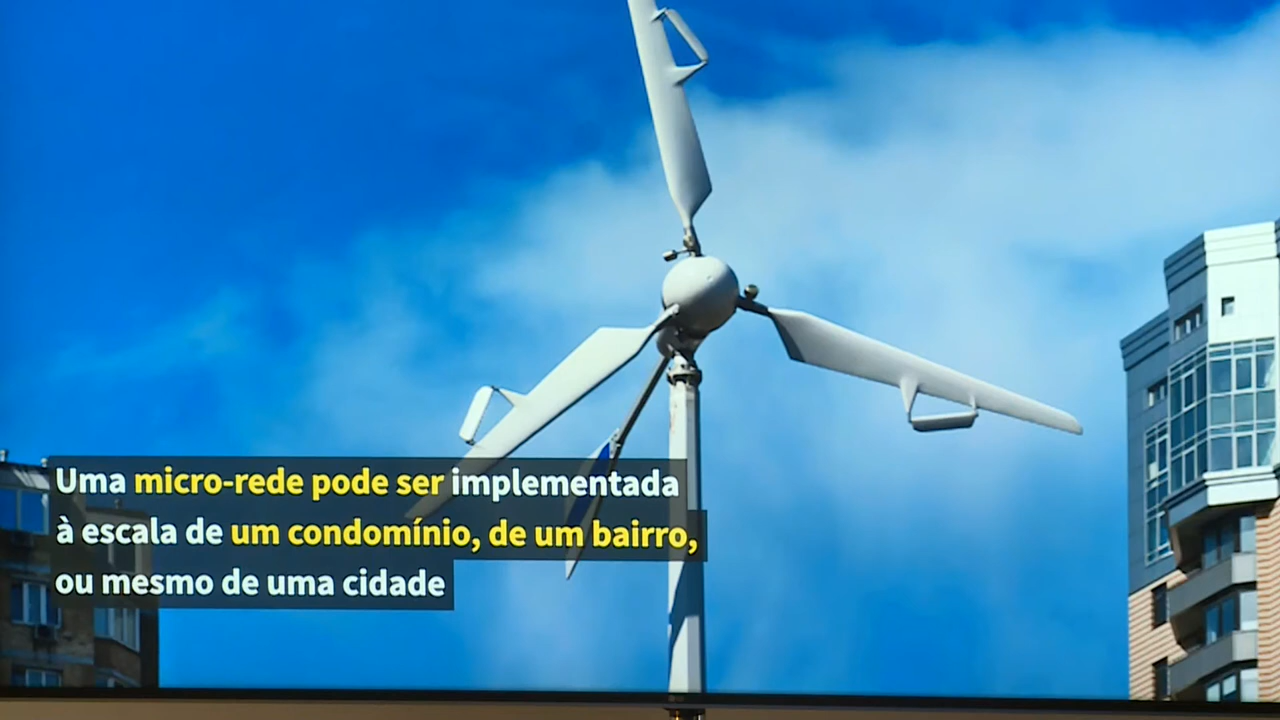 Uma micro-rede pode ser implementada
à escala de um condomínio, de um bairro,
ou mesmo de uma cidade